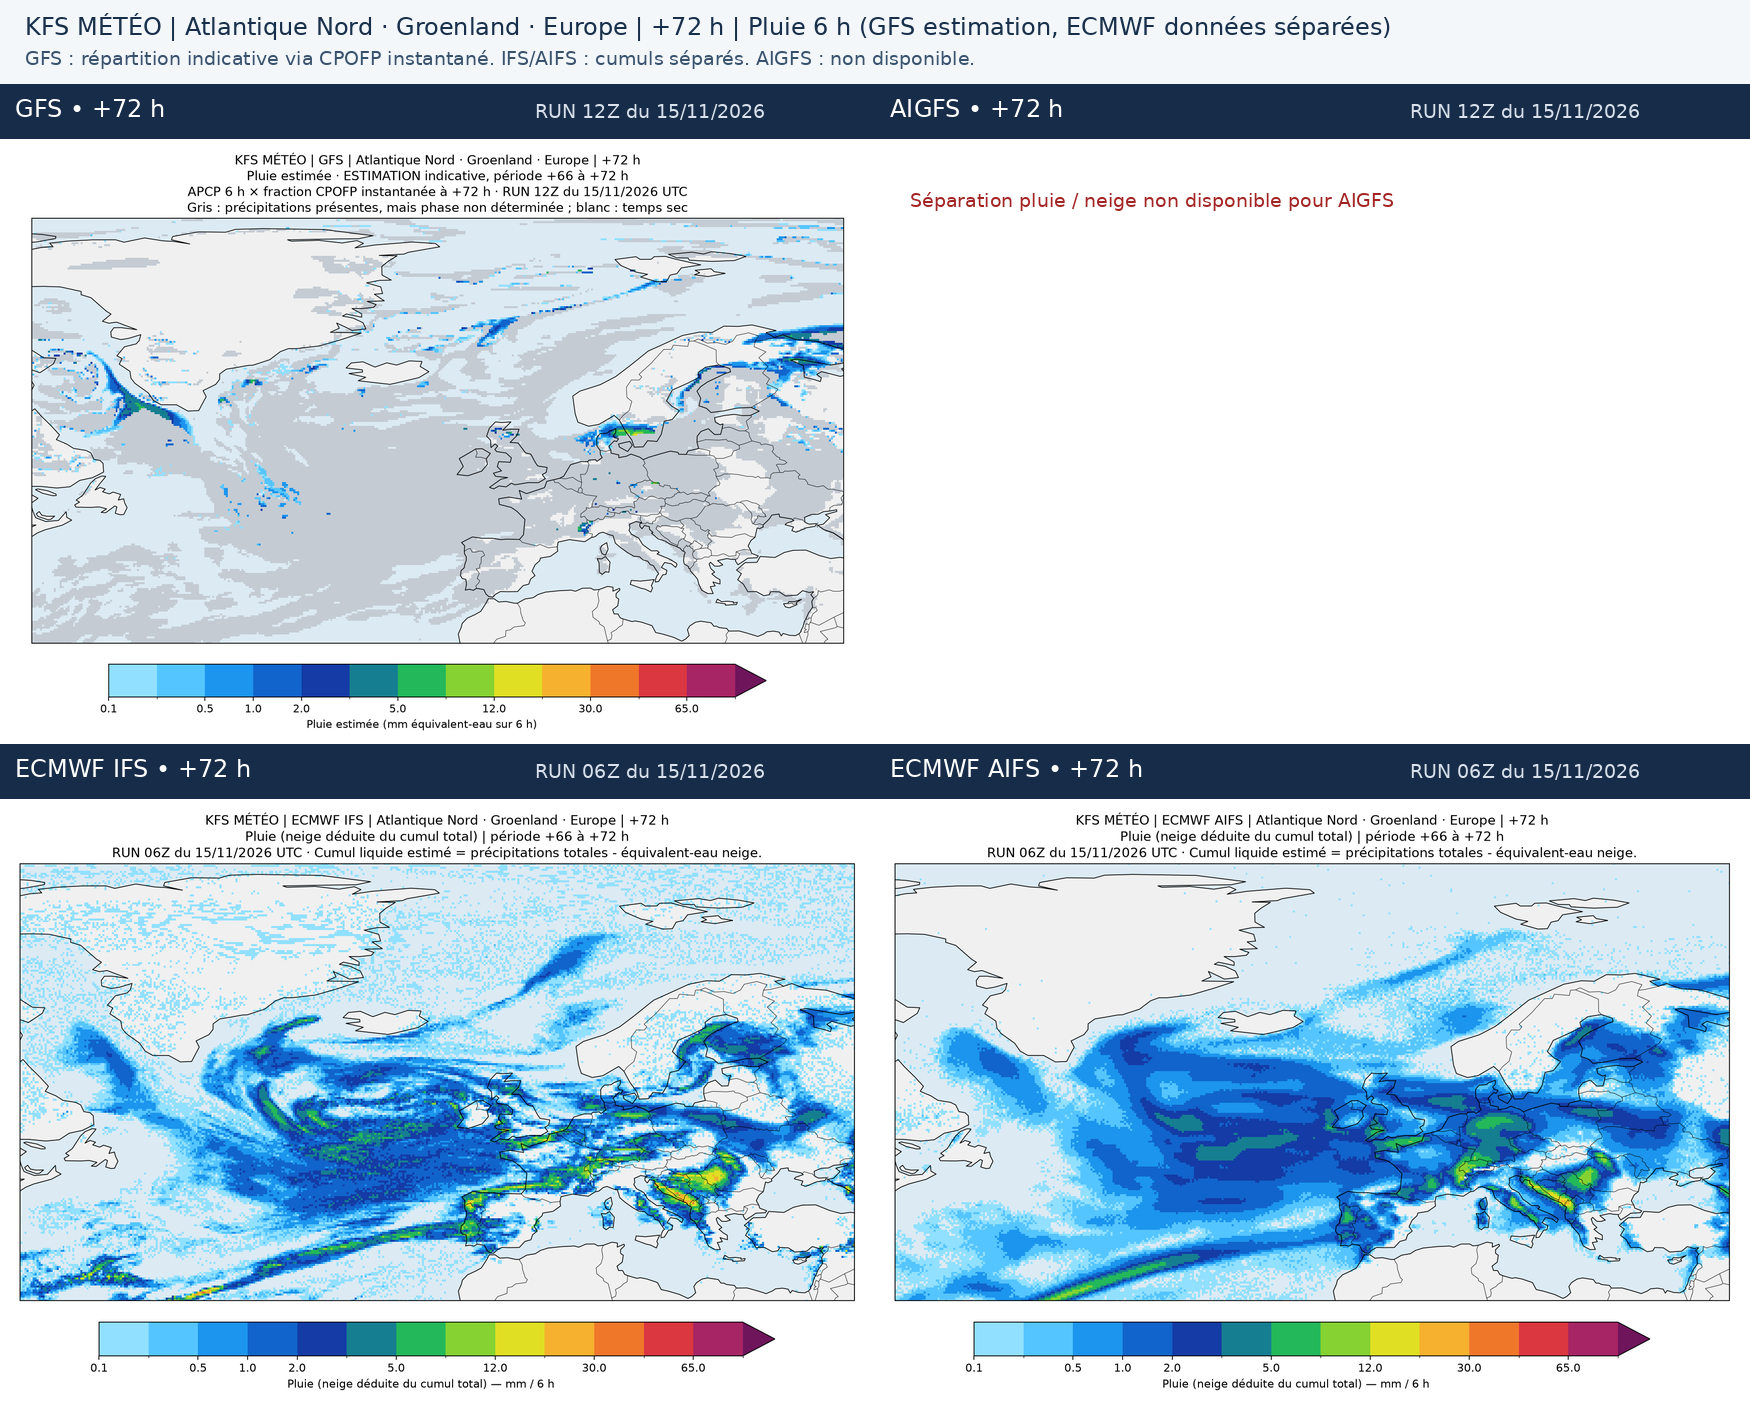 KFS MÉTÉO | Atlantique Nord · Groenland · Europe | +72 h | Pluie 6 h (GFS estimation, ECMWF données séparées)
GFS : répartition indicative via CPOFP instantané. IFS/AIFS : cumuls séparés. AIGFS : non disponible.
GFS • +72 h
RUN 12Z du 15/11/2026
AIGFS • +72 h
RUN 12Z du 15/11/2026
KFS MÉTÉO | GFS | Atlantique Nord · Groenland · Europe | +72 h
Pluie estimée · ESTIMATION indicative, période +66 à +72 h
APCP 6 h × fraction CPOFP instantanée à +72 h · RUN 12Z du 15/11/2026 UTC
Gris : précipitations présentes, mais phase non déterminée ; blanc : temps sec
Séparation pluie / neige non disponible pour AIGFS
0.1 0.5 1.0 2.0 5.0 12.0 30.0 65.0
Pluie estimée (mm équivalent-eau sur 6 h)
ECMWF IFS • +72 h
RUN 06Z du 15/11/2026
ECMWF AIFS • +72 h
RUN 06Z du 15/11/2026
KFS MÉTÉO | ECMWF IFS | Atlantique Nord · Groenland · Europe | +72 h
Pluie (neige déduite du cumul total) | période +66 à +72 h
RUN 06Z du 15/11/2026 UTC · Cumul liquide estimé = précipitations totales - équivalent-eau neige.
0.1 0.5 1.0 2.0 5.0 12.0 30.0 65.0
Pluie (neige déduite du cumul total) — mm / 6 h
KFS MÉTÉO | ECMWF AIFS | Atlantique Nord · Groenland · Europe | +72 h
Pluie (neige déduite du cumul total) | période +66 à +72 h
RUN 06Z du 15/11/2026 UTC · Cumul liquide estimé = précipitations totales - équivalent-eau neige.
0.1 0.5 1.0 2.0 5.0 12.0 30.0 65.0
Pluie (neige déduite du cumul total) — mm / 6 h